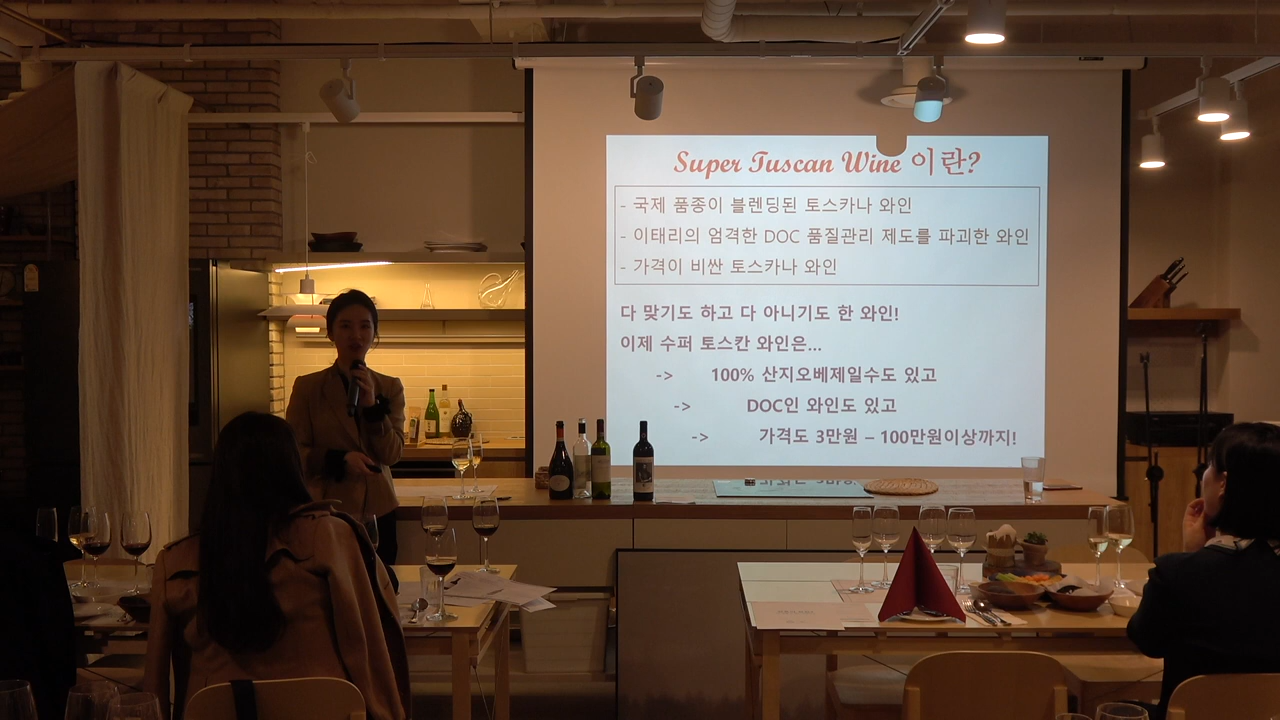 Super Tuscan Wine 이란?
- 국제 품종이 블렌딩된 토스카나 와인
- 이태리의 엄격한 DOC 품질관리 제도를 파괴한 와인
- 가격이 비싼 토스카나 와인
다 맞기도 하고 다 아니기도 한 와인!
이제 수퍼 토스칸 와인은...
-> 100% 산지오베제일수도 있고
-> DOC인 와인도 있고
-> 가격도 3만원 – 100만원이상까지!